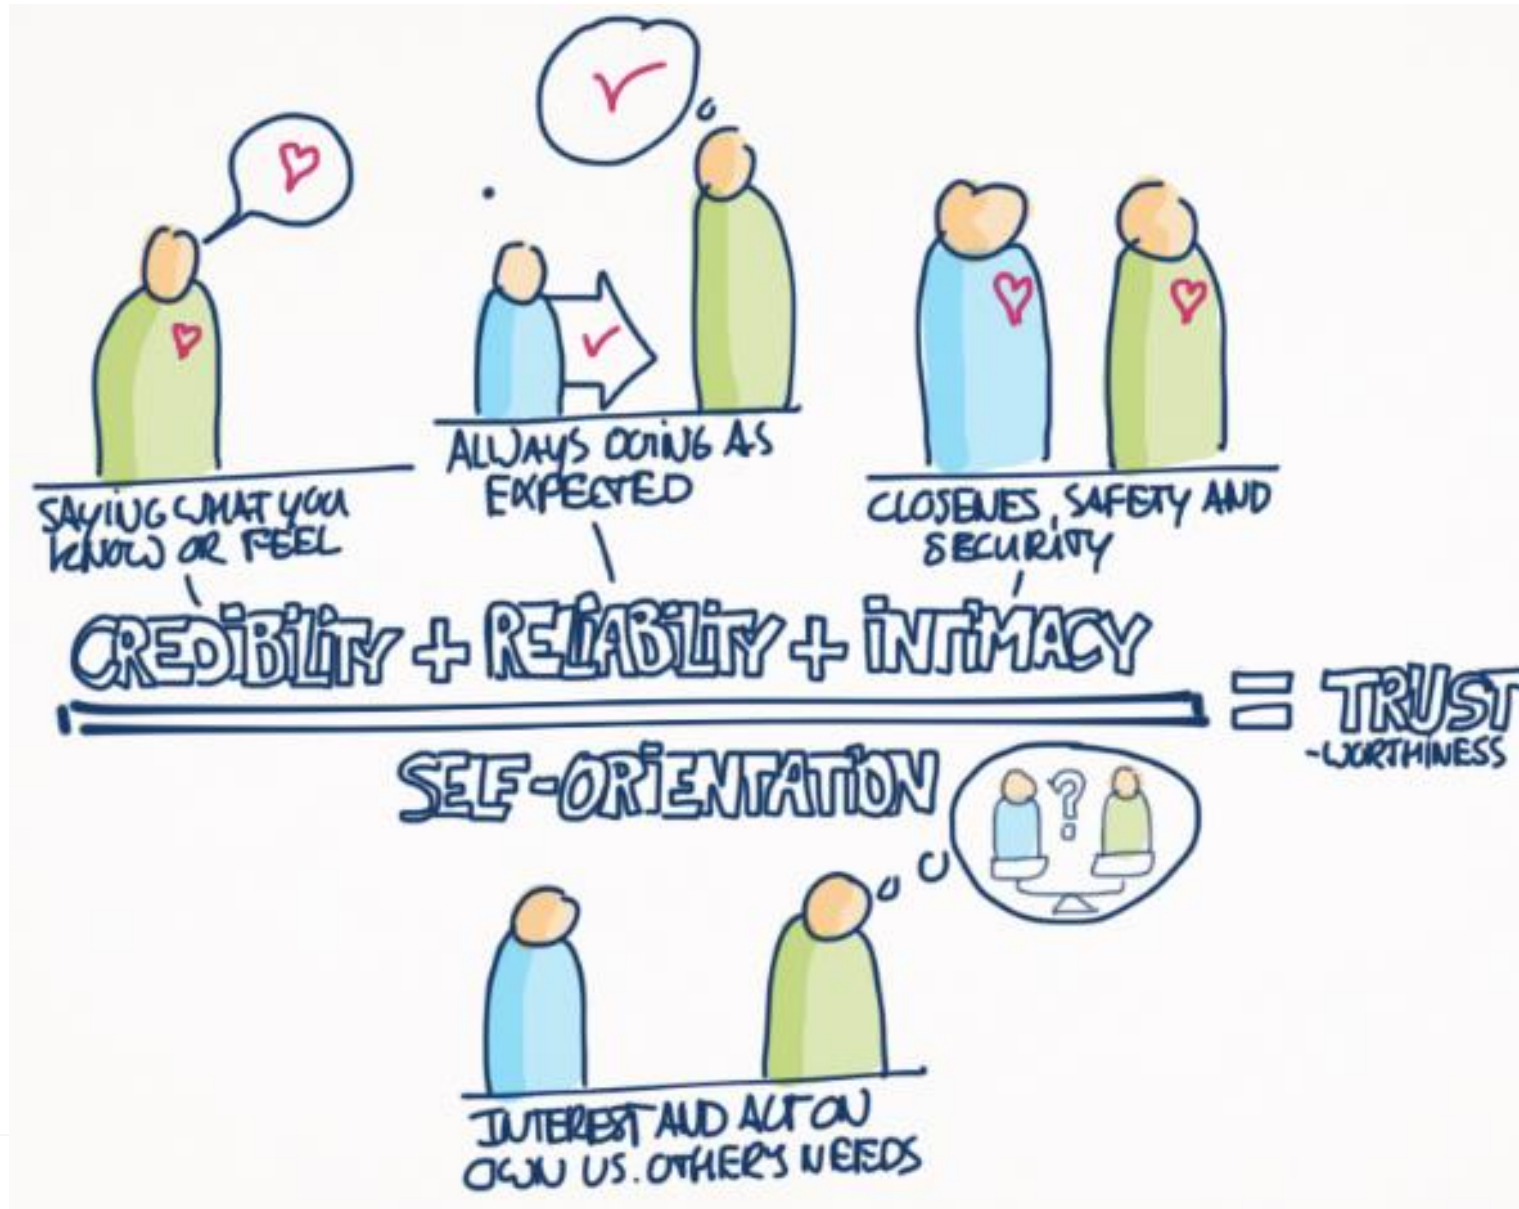 SAYING WHAT YOU
KNOW OR FEEL
ALWAYS DOING AS
EXPECTED
CLOSENES, SAFETY AND
SECURITY
CREDIBILITY + RELIABILITY + INTIMACY
= TRUST
-WORTHINESS
SELF-ORIENTATION
?
INTEREST AND ACT ON
OWN VS. OTHERS NEEDS